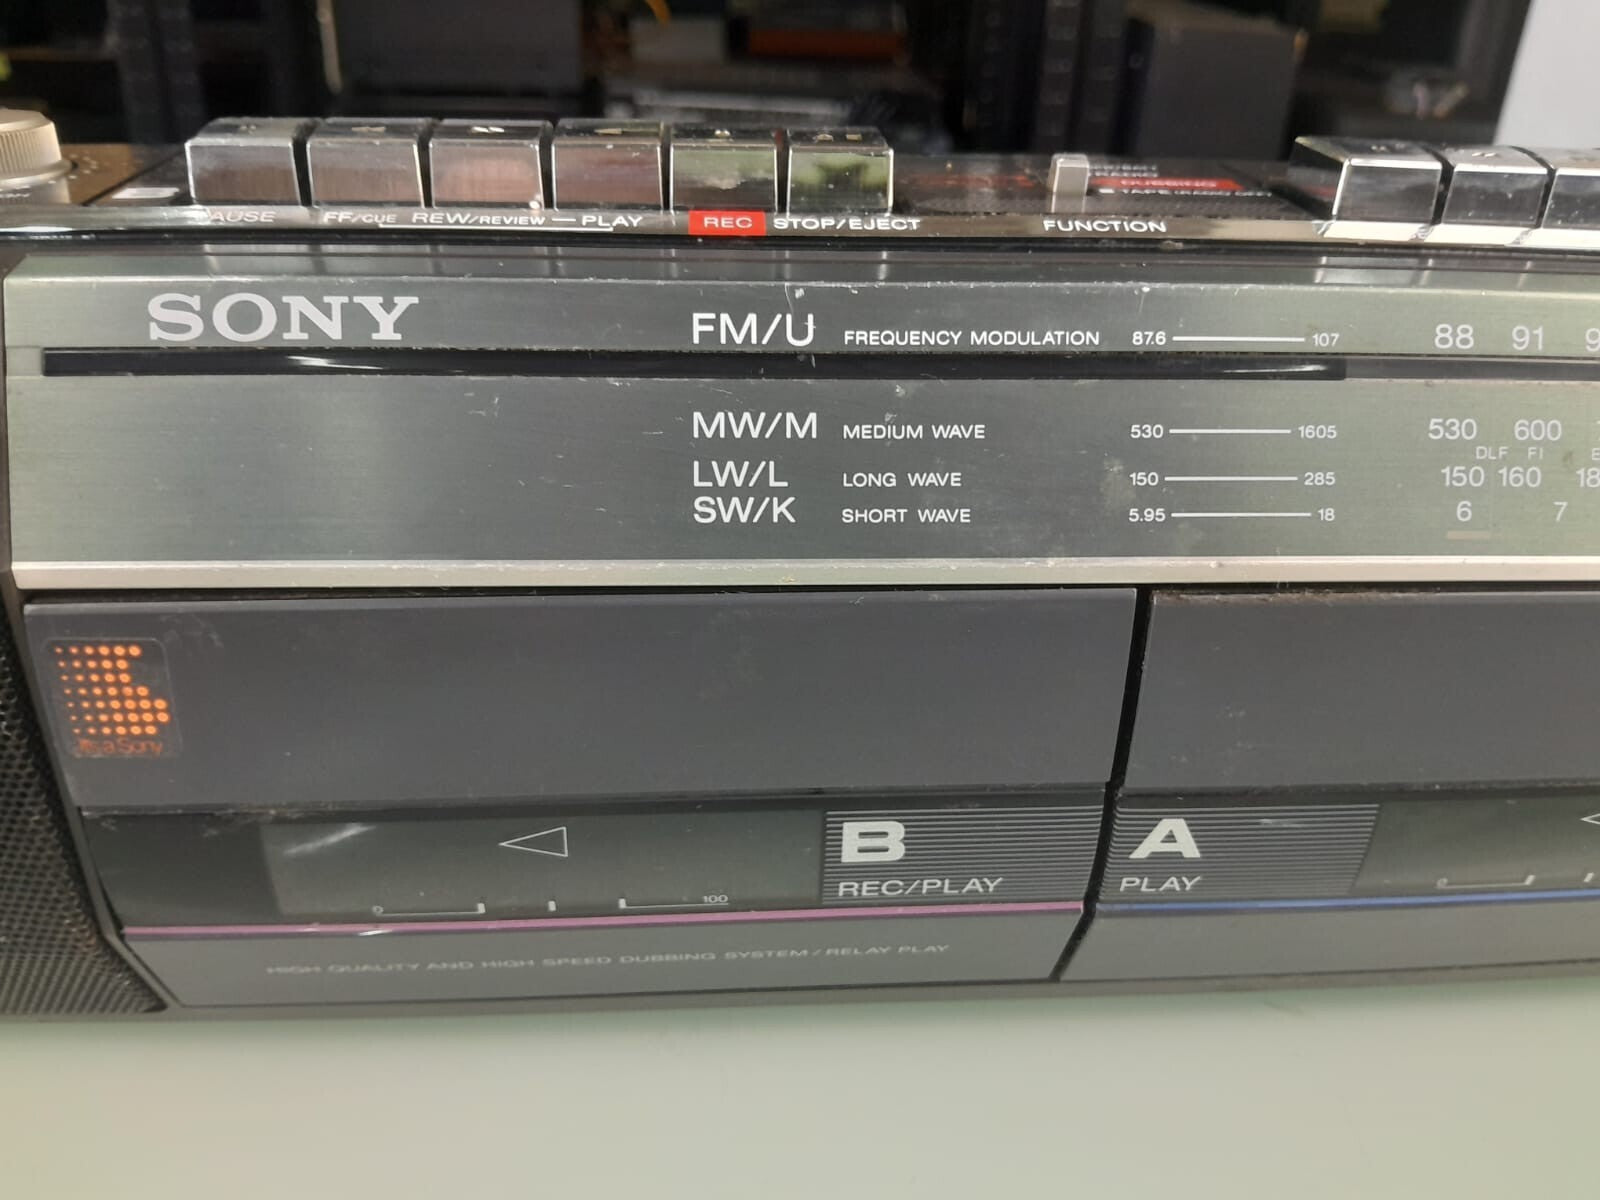 FF/CUE REW/REVIEW PLAY REC STOP/EJECT FUNCTION
DUBBING
SONY
FM/U FREQUENCY MODULATION 87.6 107 88 91
MW/M MEDIUM WAVE 530 1605 530 600
DLF FI
LW/L LONG WAVE 150 285 150 160
SW/K SHORT WAVE 5.95 18 6 7
It's a Sony
B
REC/PLAY
0 100
A
PLAY
0
HIGH QUALITY AND HIGH SPEED DUBBING SYSTEM/RELAY PLAY